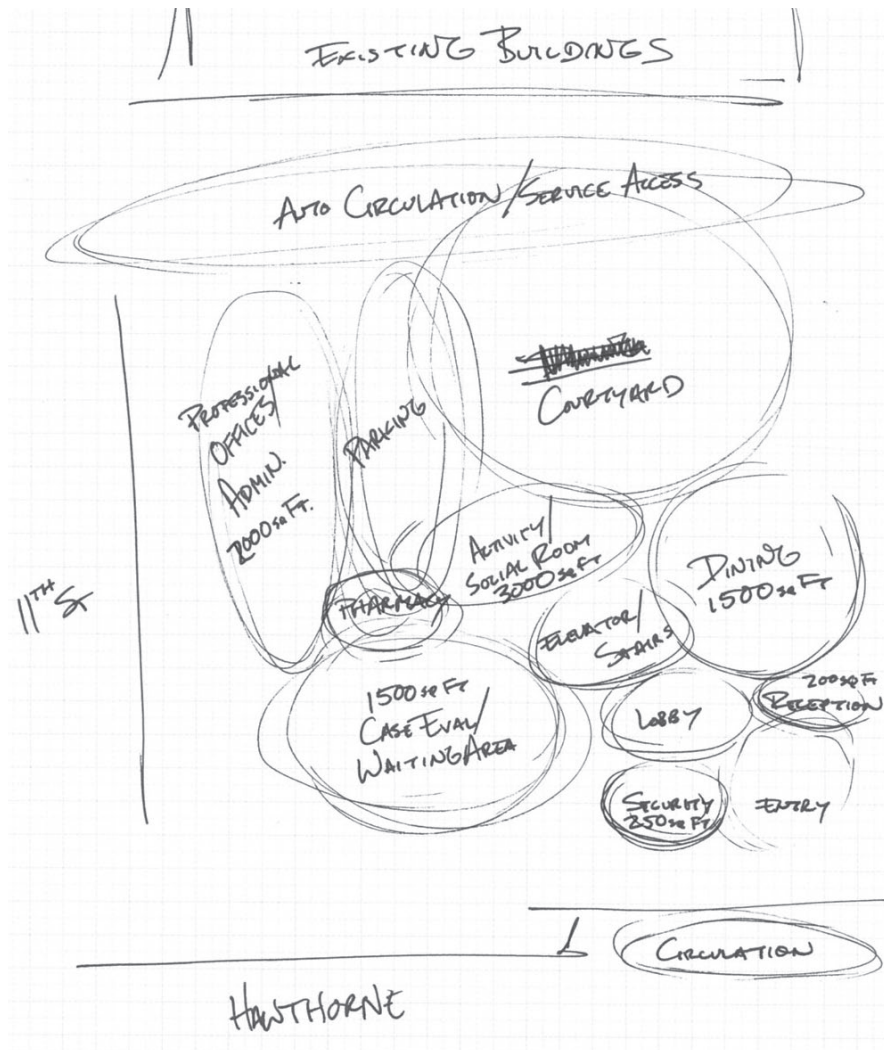 EXISTING BUILDINGS
AUTO CIRCULATION/SERVICE ACCESS
COURTYARD
PROFESSIONAL
OFFICES/
ADMIN.
2000 SQ FT.
PARKING
ACTIVITY/
SOCIAL ROOM
3000 SQ FT
DINING
1500 SQ FT
PHARMACY
ELEVATOR/
STAIRS
11TH ST
1500 SQ FT
CASE EVAL/
WAITING AREA
LOBBY
200 SQ FT
RECEPTION
SECURITY
250 SQ FT
ENTRY
CIRCULATION
HAWTHORNE